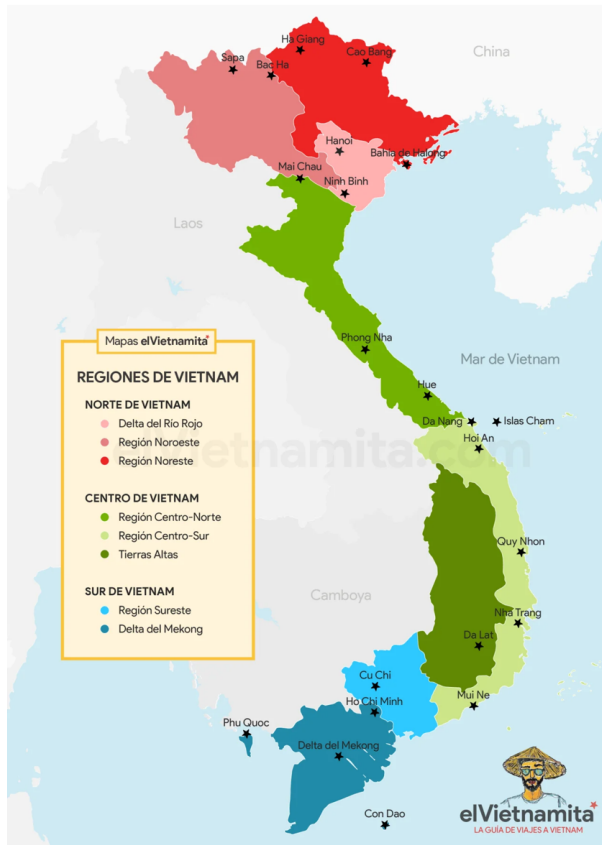 Ha Giang
Cao Bang
China
Sapa
Bac Ha
Hanoi
Bahía de Halong
Mai Chau
Ninh Binh
Laos
Phong Nha
Mar de Vietnam
Hue
Da Nang
Islas Cham
Hoi An
elVietnamita.com
Quy Nhon
Camboya
Nha Trang
Da Lat
Cu Chi
Mui Ne
Ho Chi Minh
Phu Quoc
Delta del Mekong
Con Dao
Mapas elVietnamita
REGIONES DE VIETNAM
NORTE DE VIETNAM
Delta del Río Rojo
Región Noroeste
Región Noreste
CENTRO DE VIETNAM
Región Centro-Norte
Región Centro-Sur
Tierras Altas
SUR DE VIETNAM
Región Sureste
Delta del Mekong
elVietnamita
LA GUÍA DE VIAJES A VIETNAM